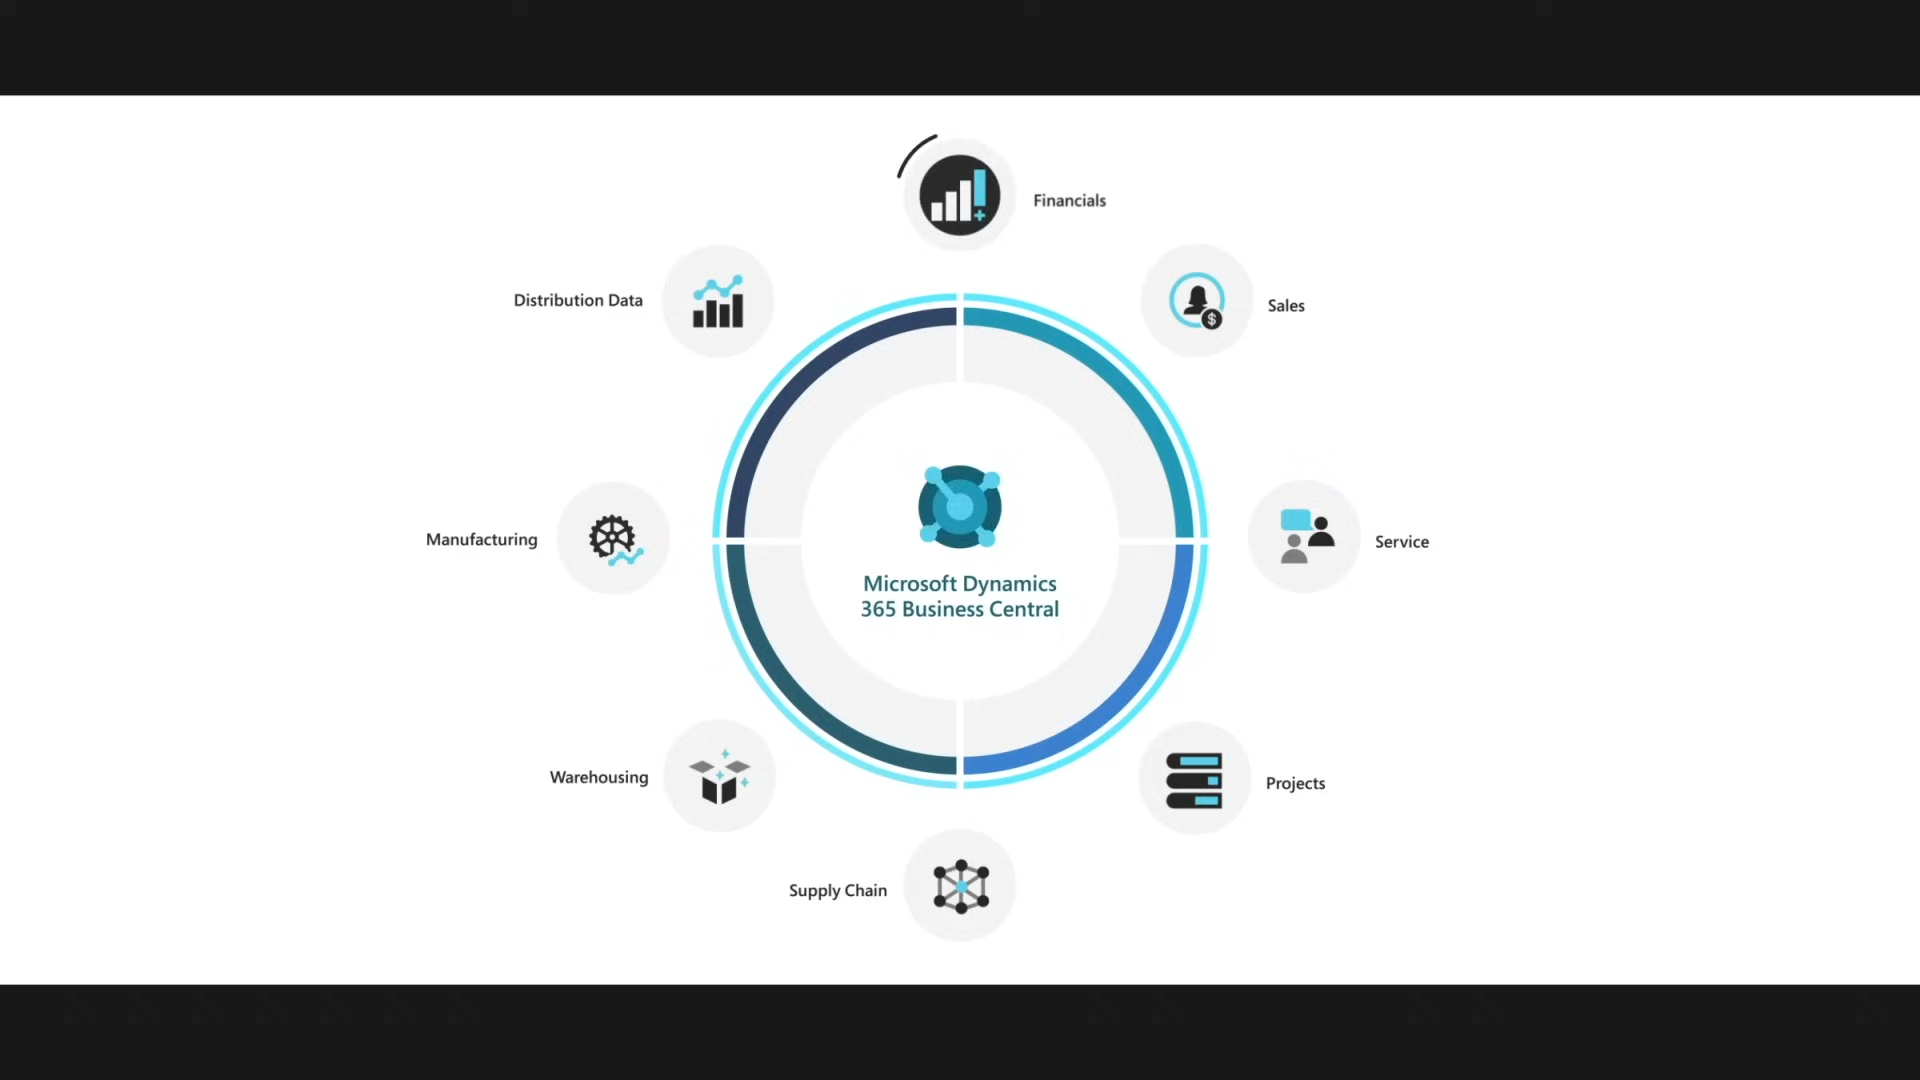 Financials
Distribution Data
Sales
Manufacturing
Service
Microsoft Dynamics
365 Business Central
Warehousing
Projects
Supply Chain